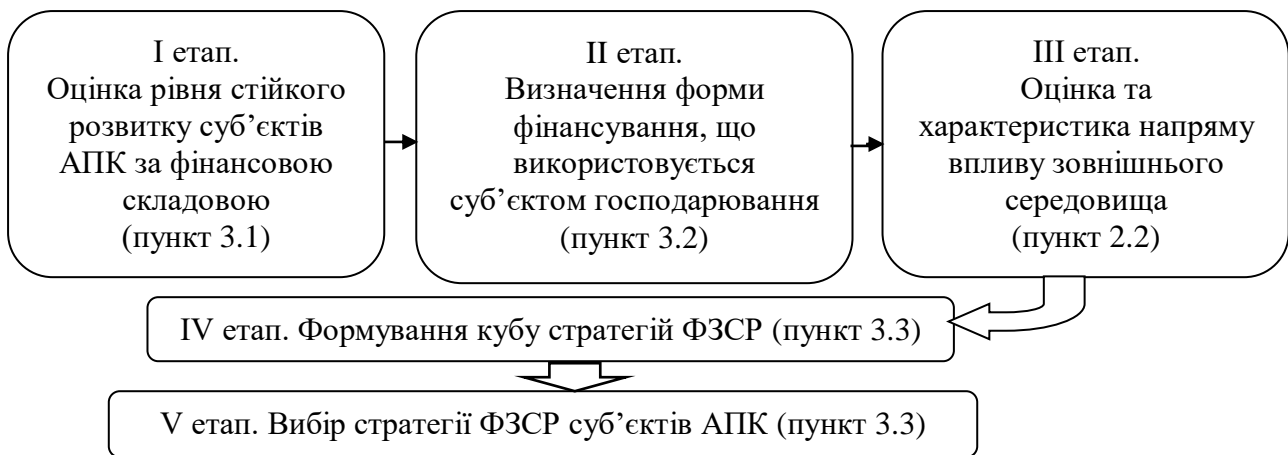 І етап.
Оцінка рівня стійкого
розвитку суб’єктів
АПК за фінансовою
складовою
(пункт 3.1)
ІІ етап.
Визначення форми
фінансування, що
використовується
суб’єктом господарювання
(пункт 3.2)
ІІІ етап.
Оцінка та
характеристика напряму
впливу зовнішнього
середовища
(пункт 2.2)
IV етап. Формування кубу стратегій ФЗСР (пункт 3.3)
V етап. Вибір стратегії ФЗСР суб’єктів АПК (пункт 3.3)